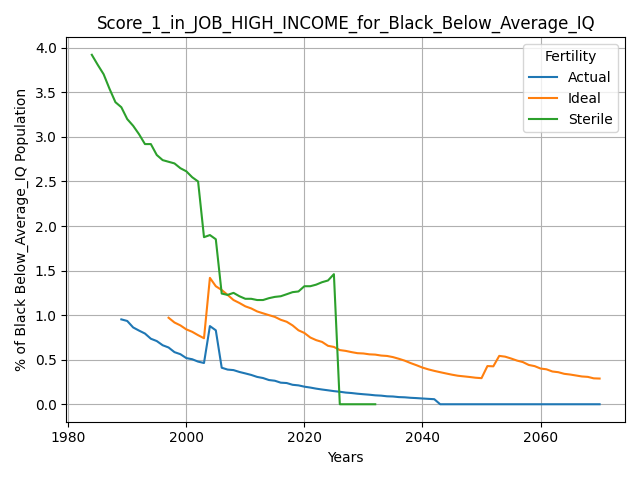 Score_1_in_JOB_HIGH_INCOME_for_Black_Below_Average_IQ
% of Black Below_Average_IQ Population
4.0
3.5
3.0
2.5
2.0
1.5
1.0
0.5
0.0
Fertility
Actual
Ideal
Sterile
1980
2000
2020
2040
2060
Years